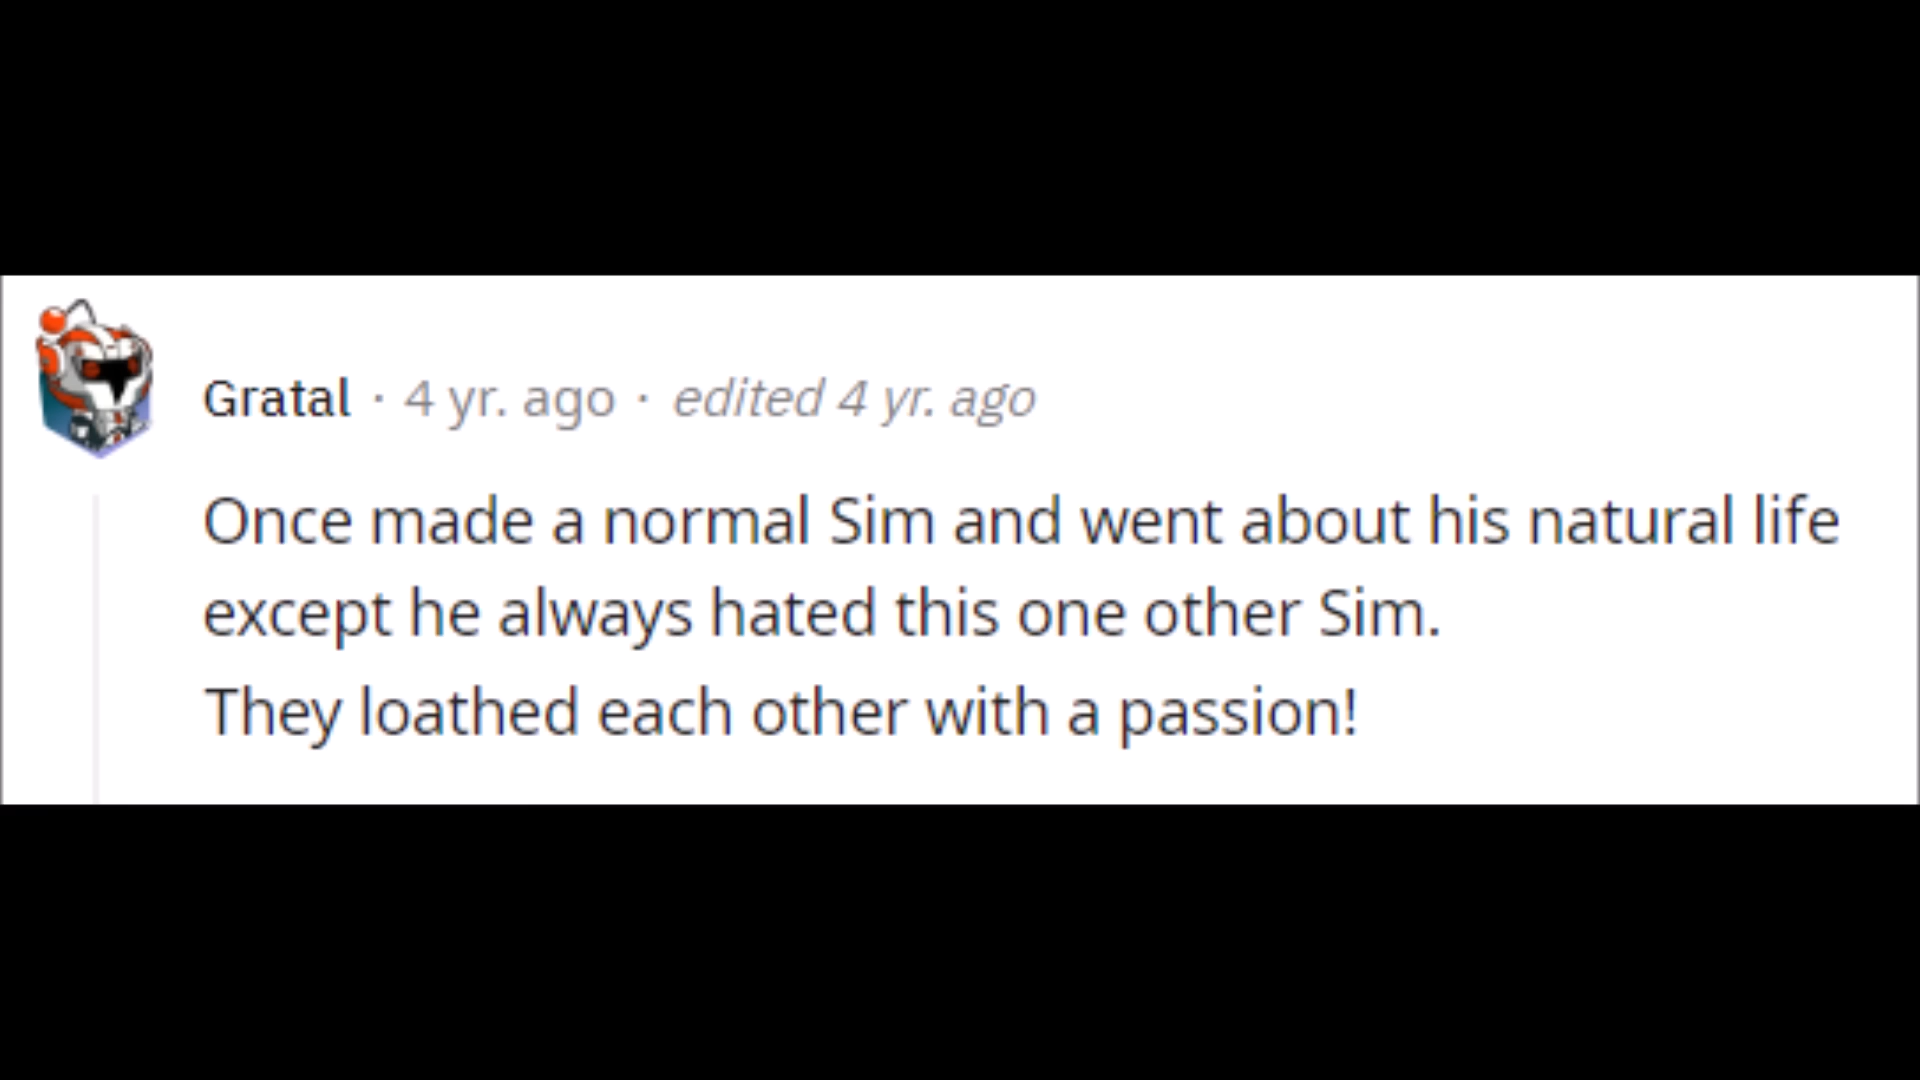 Gratal · 4 yr. ago · edited 4 yr. ago
Once made a normal Sim and went about his natural life
except he always hated this one other Sim.
They loathed each other with a passion!